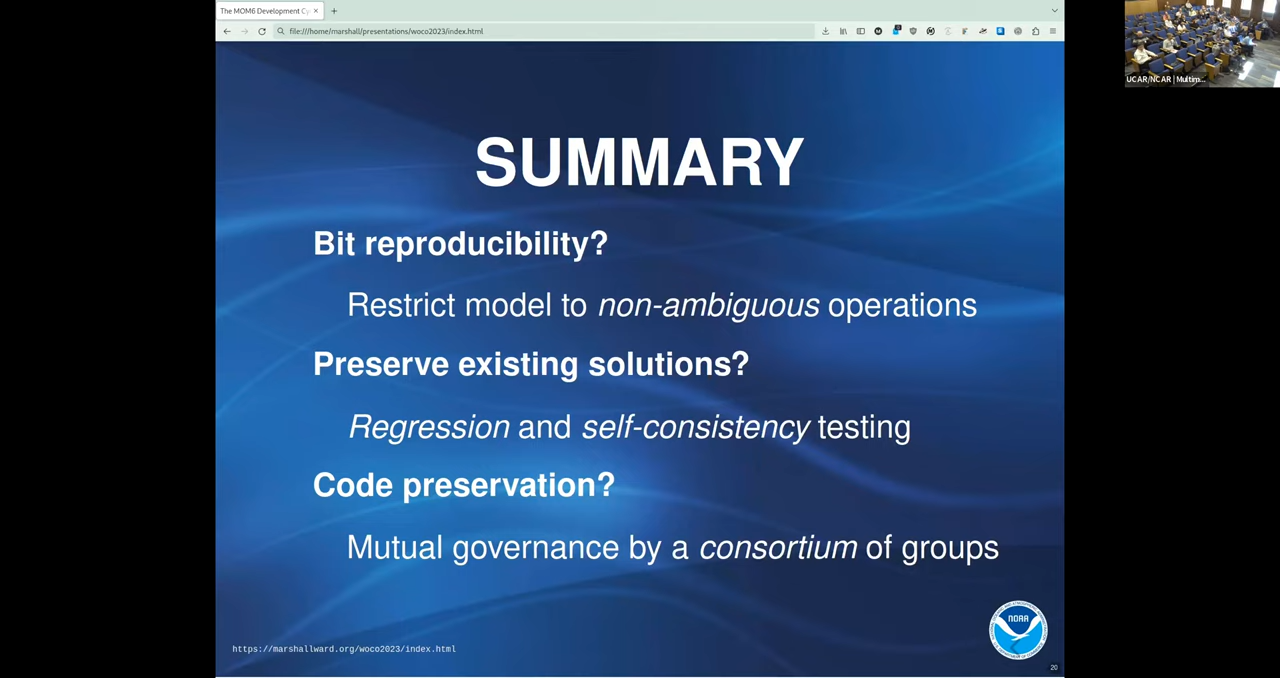 The MOM6 Development Cy
file:///home/marshall/presentations/woco2023/index.html
UCAR/NCAR | Multim...
SUMMARY
Bit reproducibility?
Restrict model to non-ambiguous operations
Preserve existing solutions?
Regression and self-consistency testing
Code preservation?
Mutual governance by a consortium of groups
NOAA
https://marshallward.org/woco2023/index.html
20